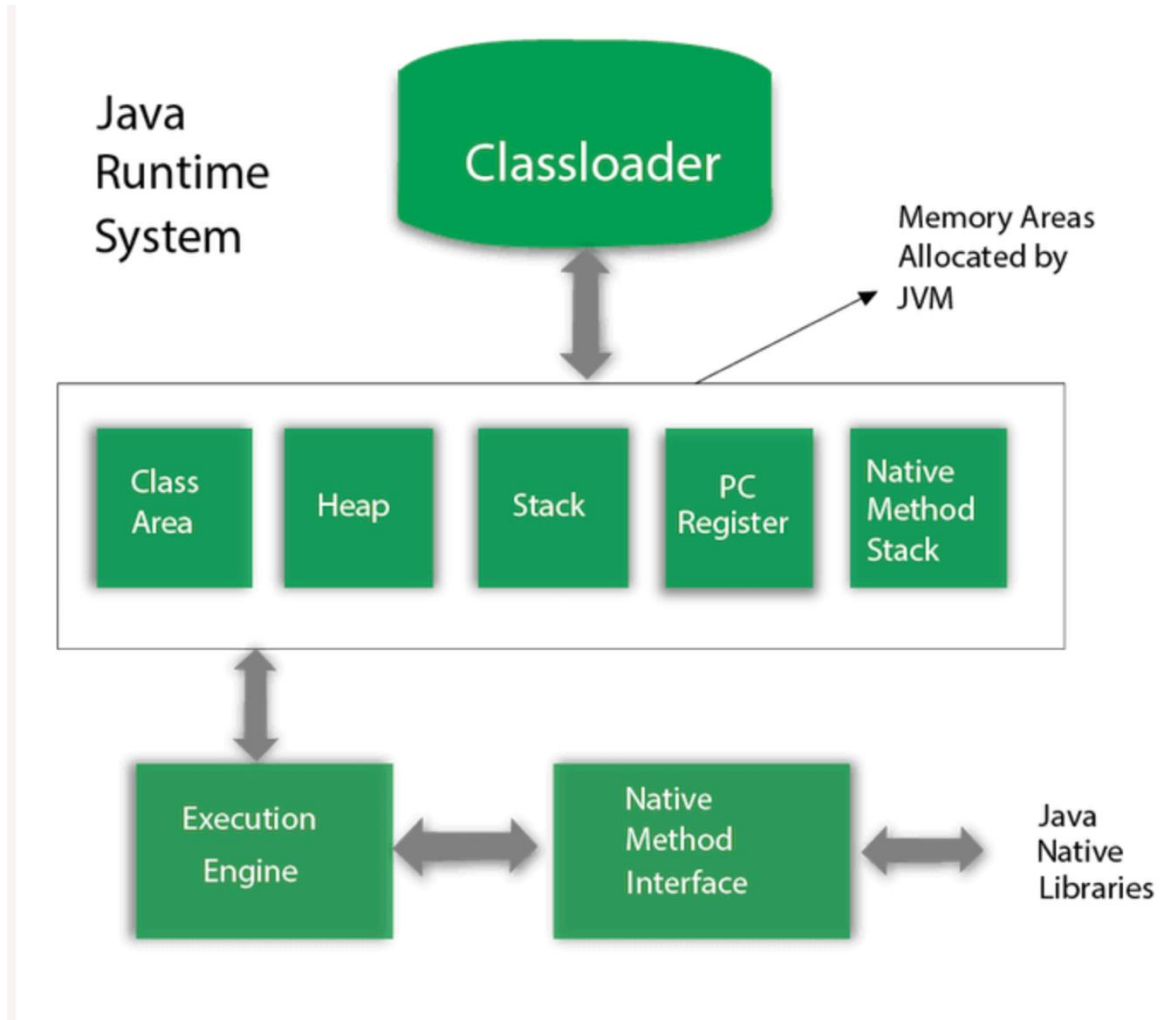 Java
Runtime
System
Classloader
Memory Areas
Allocated by
JVM
Class
Area
Heap
Stack
PC
Register
Native
Method
Stack
Execution
Engine
Native
Method
Interface
Java
Native
Libraries